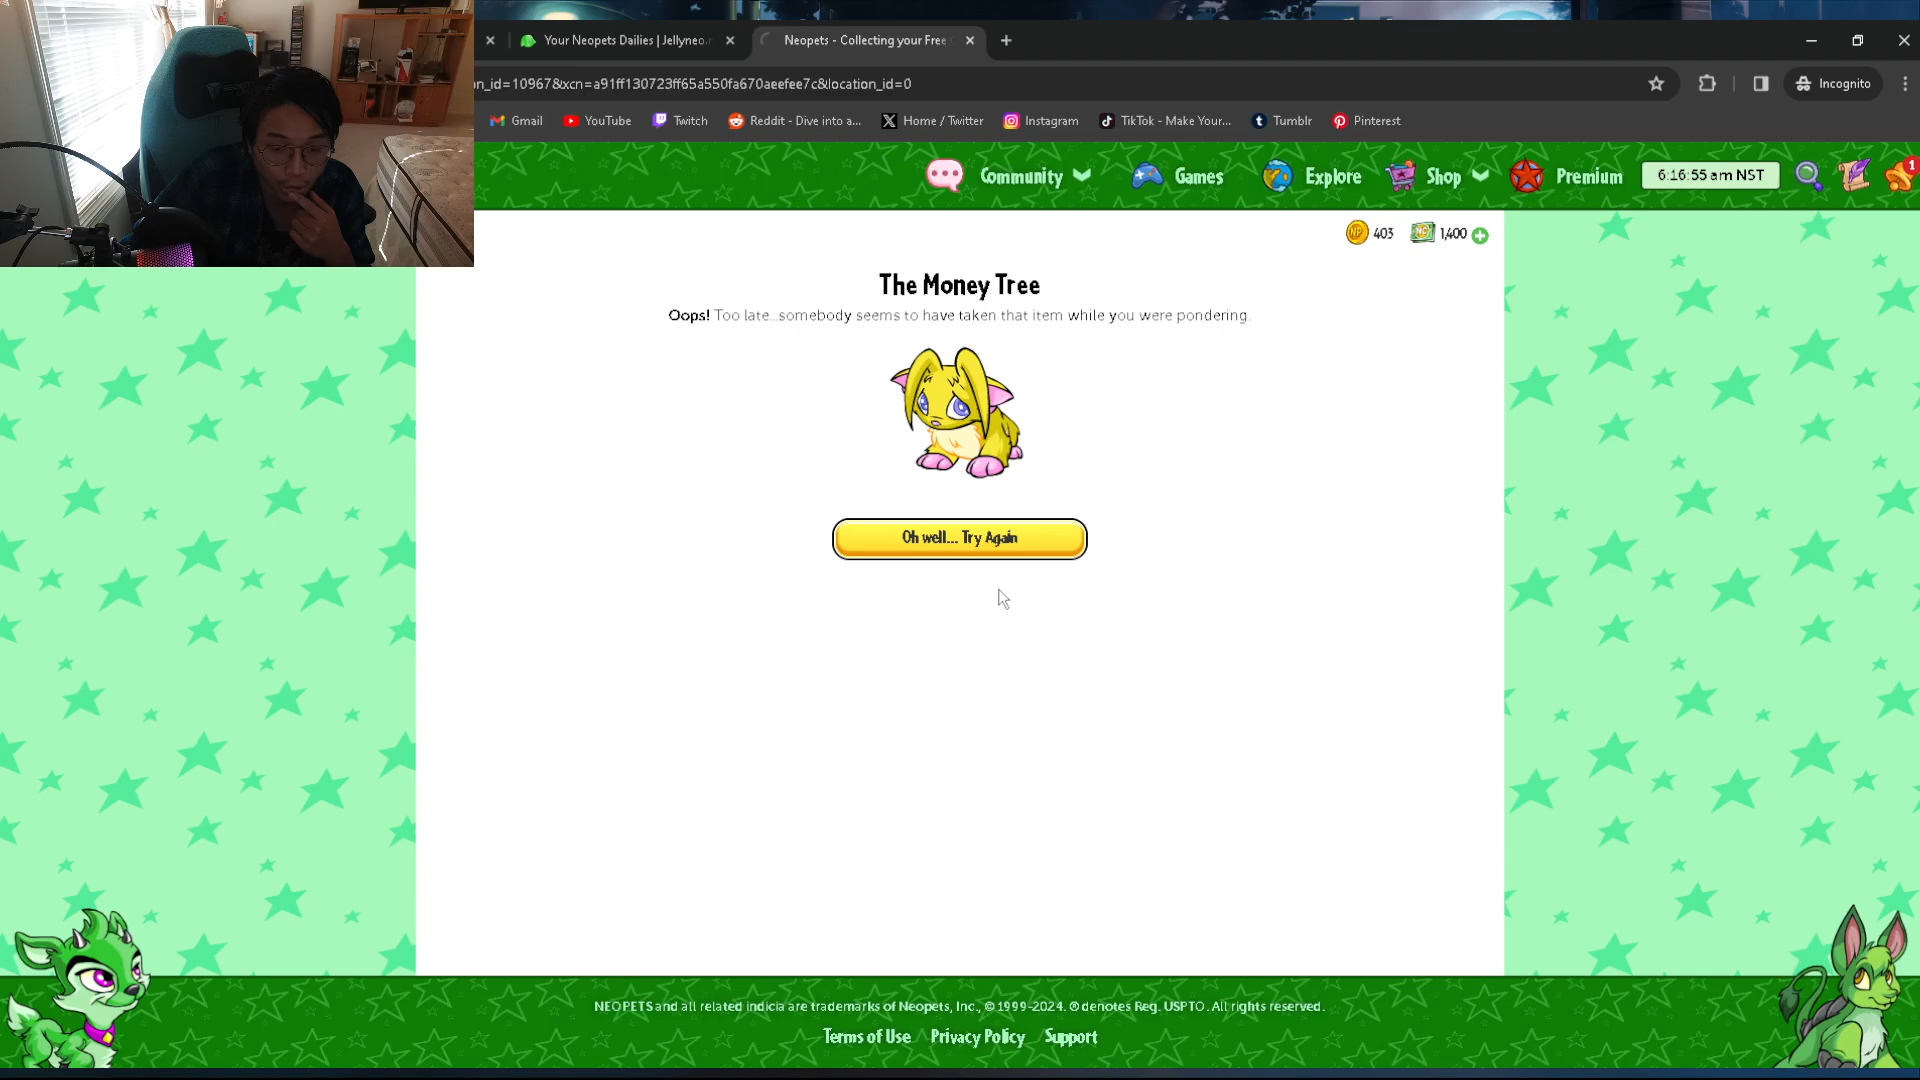 Your Neopets Dailies | Jellyneo.n
Neopets - Collecting your Free
n_id=10967&xcn=a91ff130723ff65a550fa670aeefee7c&location_id=0
Incognito
Gmail
YouTube
Twitch
Reddit - Dive into a...
Home / Twitter
Instagram
TikTok - Make Your...
Tumblr
Pinterest
Community
Games
Explore
Shop
Premium
6:16:55 am NST
1
NP
403
NC
1,400
The Money Tree
Oops! Too late...somebody seems to have taken that item while you were pondering.
Oh well... Try Again
NEOPETS and all related indicia are trademarks of Neopets, Inc., © 1999-2024. ® denotes Reg. USPTO. All rights reserved.
Terms of Use Privacy Policy Support